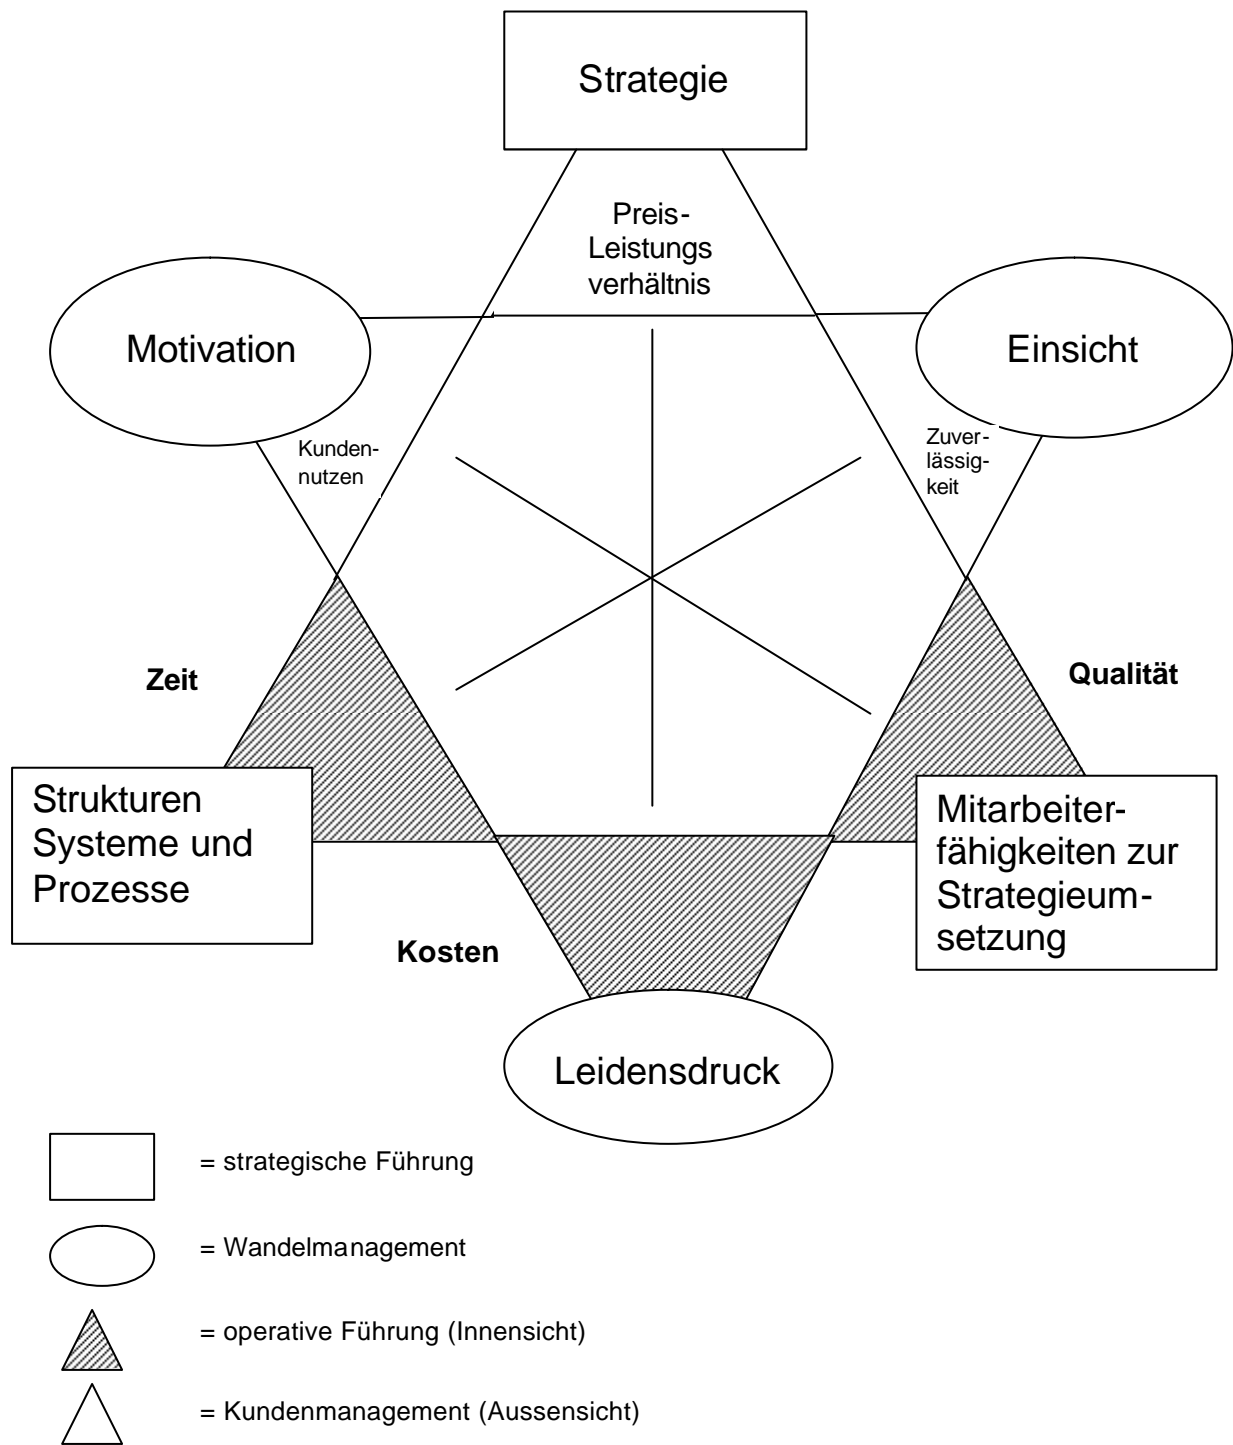 Strategie
Preis-
Leistungs
verhältnis
Motivation
Einsicht
Kunden-
nutzen
Zuver-
lässig-
keit
Zeit
Qualität
Strukturen
Systeme und
Prozesse
Mitarbeiter-
fähigkeiten zur
Strategieum-
setzung
Kosten
Leidensdruck
= strategische Führung
= Wandelmanagement
= operative Führung (Innensicht)
= Kundenmanagement (Aussensicht)